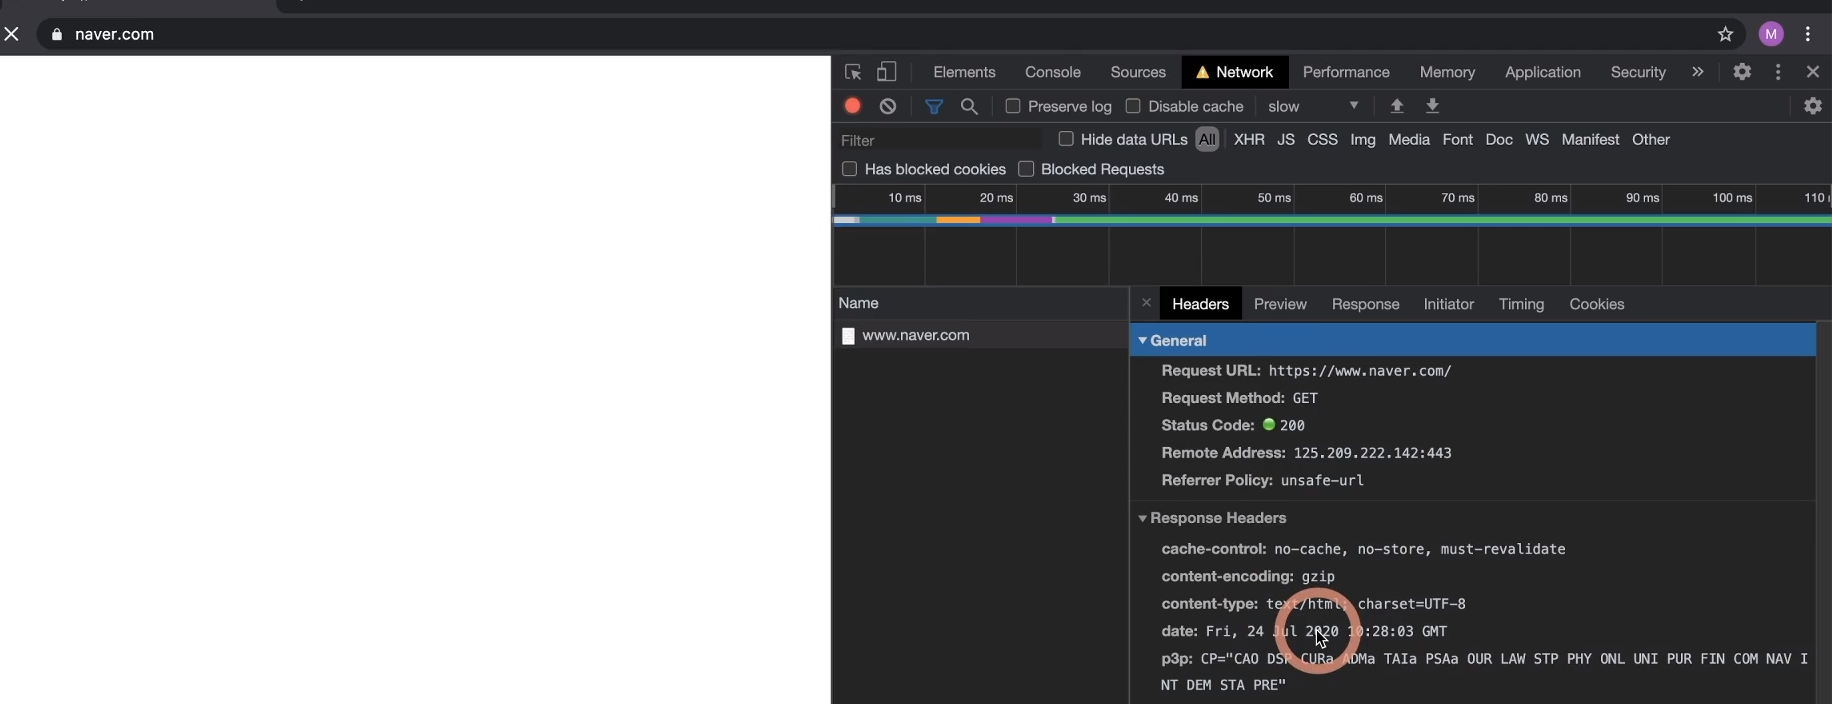 naver.com
M
Elements Console Sources Network Performance Memory Application Security
Preserve log Disable cache slow
Filter Hide data URLs All XHR JS CSS Img Media Font Doc WS Manifest Other
Has blocked cookies Blocked Requests
10 ms 20 ms 30 ms 40 ms 50 ms 60 ms 70 ms 80 ms 90 ms 100 ms 110
Name Headers Preview Response Initiator Timing Cookies
www.naver.com
General
Request URL: https://www.naver.com/
Request Method: GET
Status Code: 200
Remote Address: 125.209.222.142:443
Referrer Policy: unsafe-url
Response Headers
cache-control: no-cache, no-store, must-revalidate
content-encoding: gzip
content-type: text/html; charset=UTF-8
date: Fri, 24 Jul 2020 10:28:03 GMT
p3p: CP="CAO DSP CURa ADMa TAIa PSAa OUR LAW STP PHY ONL UNI PUR FIN COM NAV I
NT DEM STA PRE"